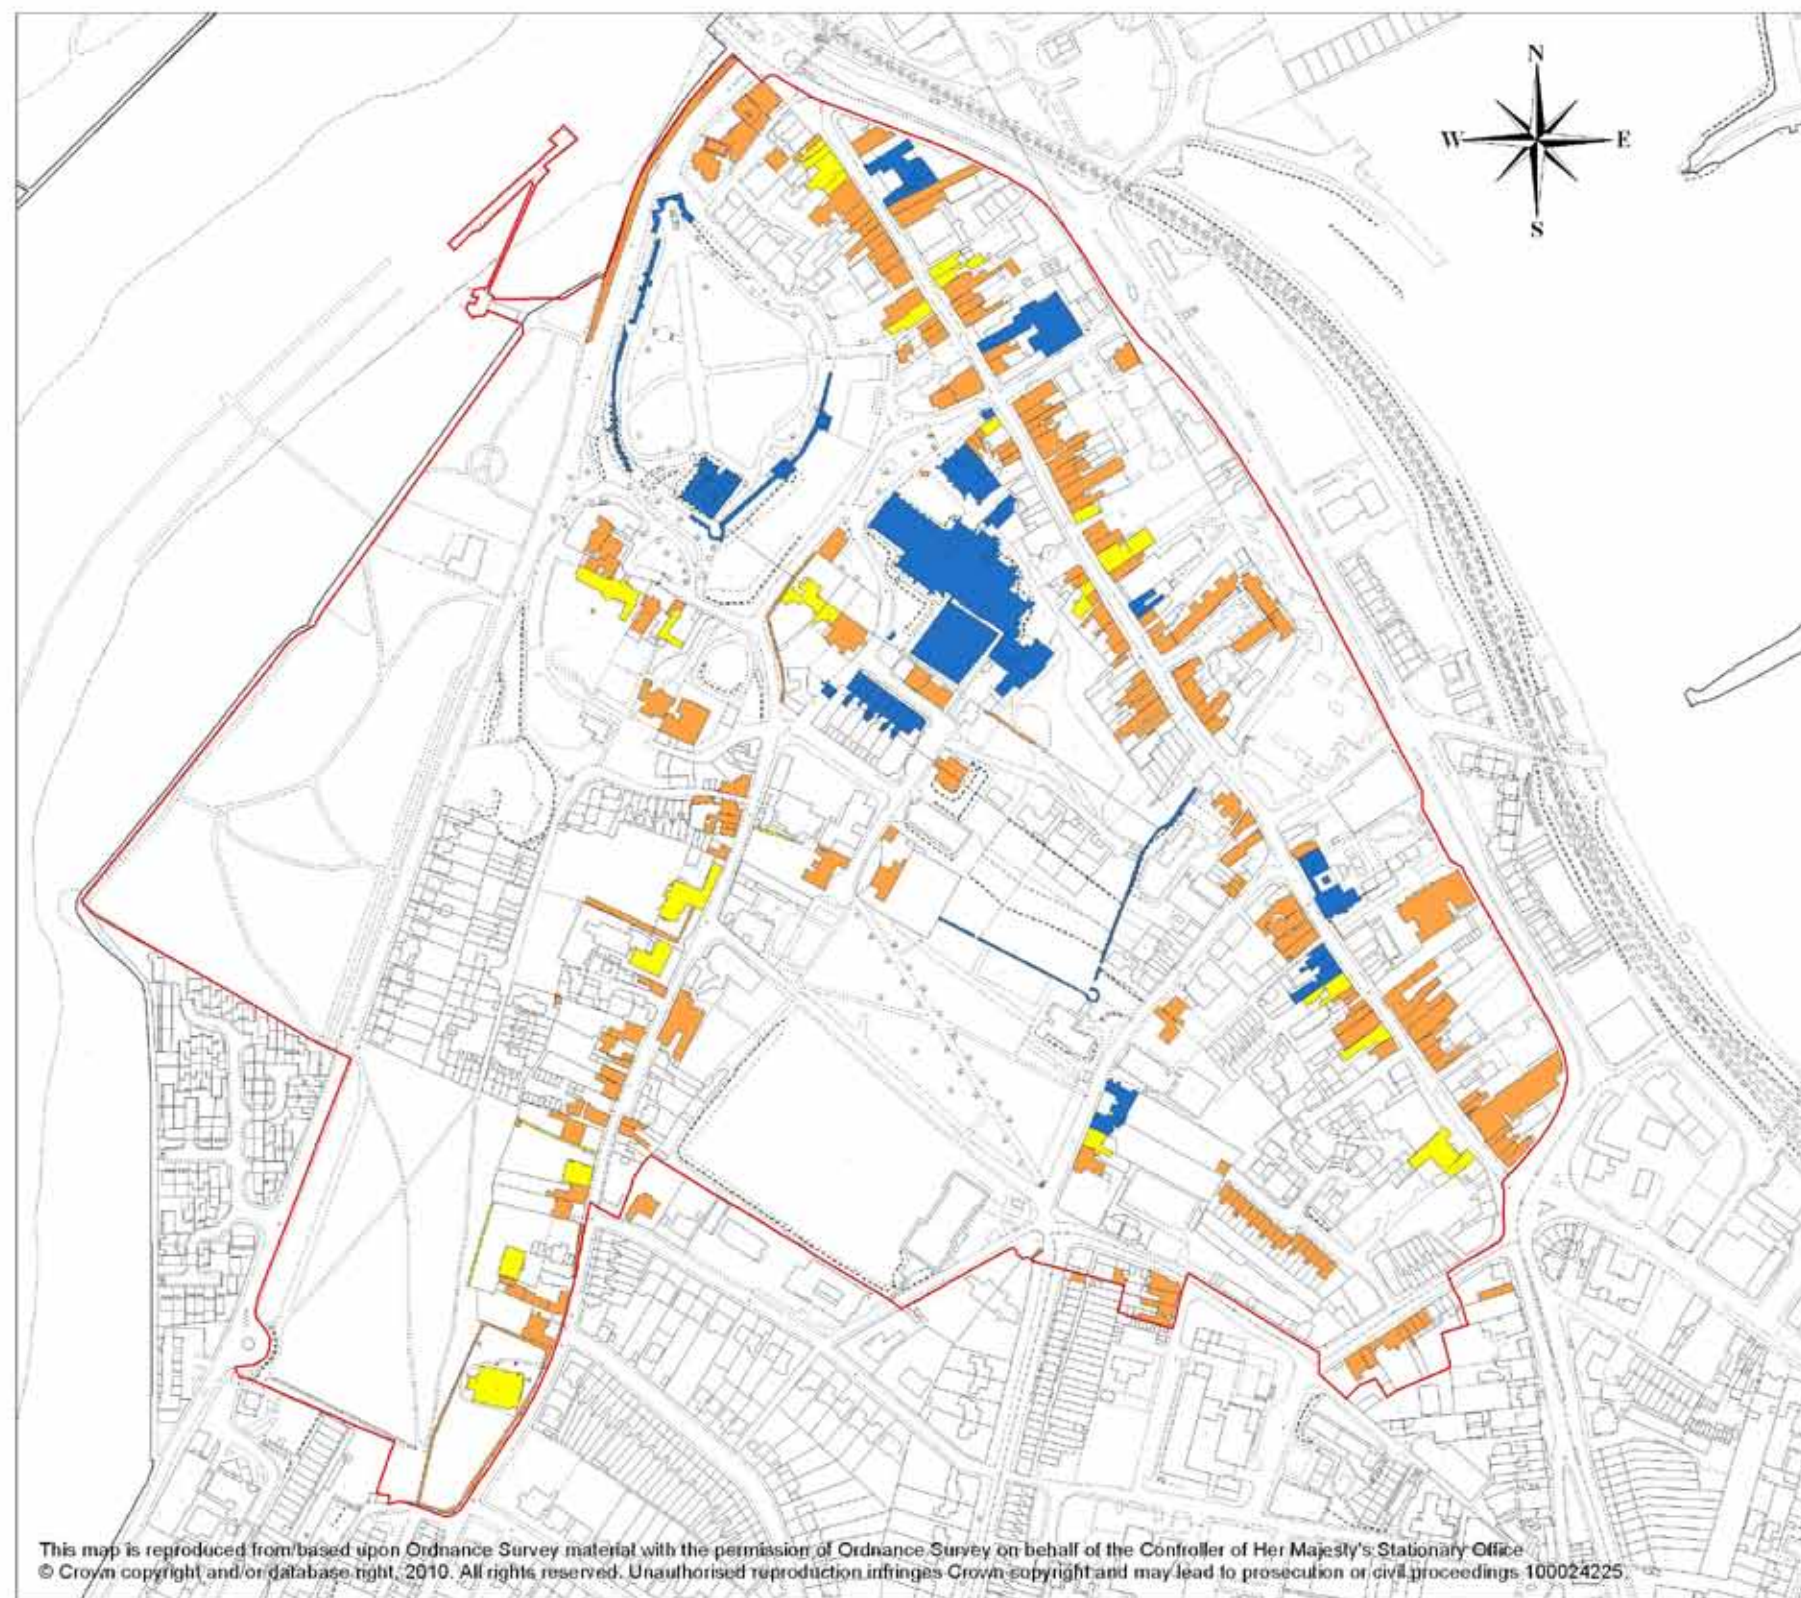 N
W E
S
This map is reproduced from/based upon Ordnance Survey material with the permission of Ordnance Survey on behalf of the Controller of Her Majesty's Stationary Office
© Crown copyright and/or database right, 2010. All rights reserved. Unauthorised reproduction infringes Crown copyright and may lead to prosecution or civil proceedings 100024225